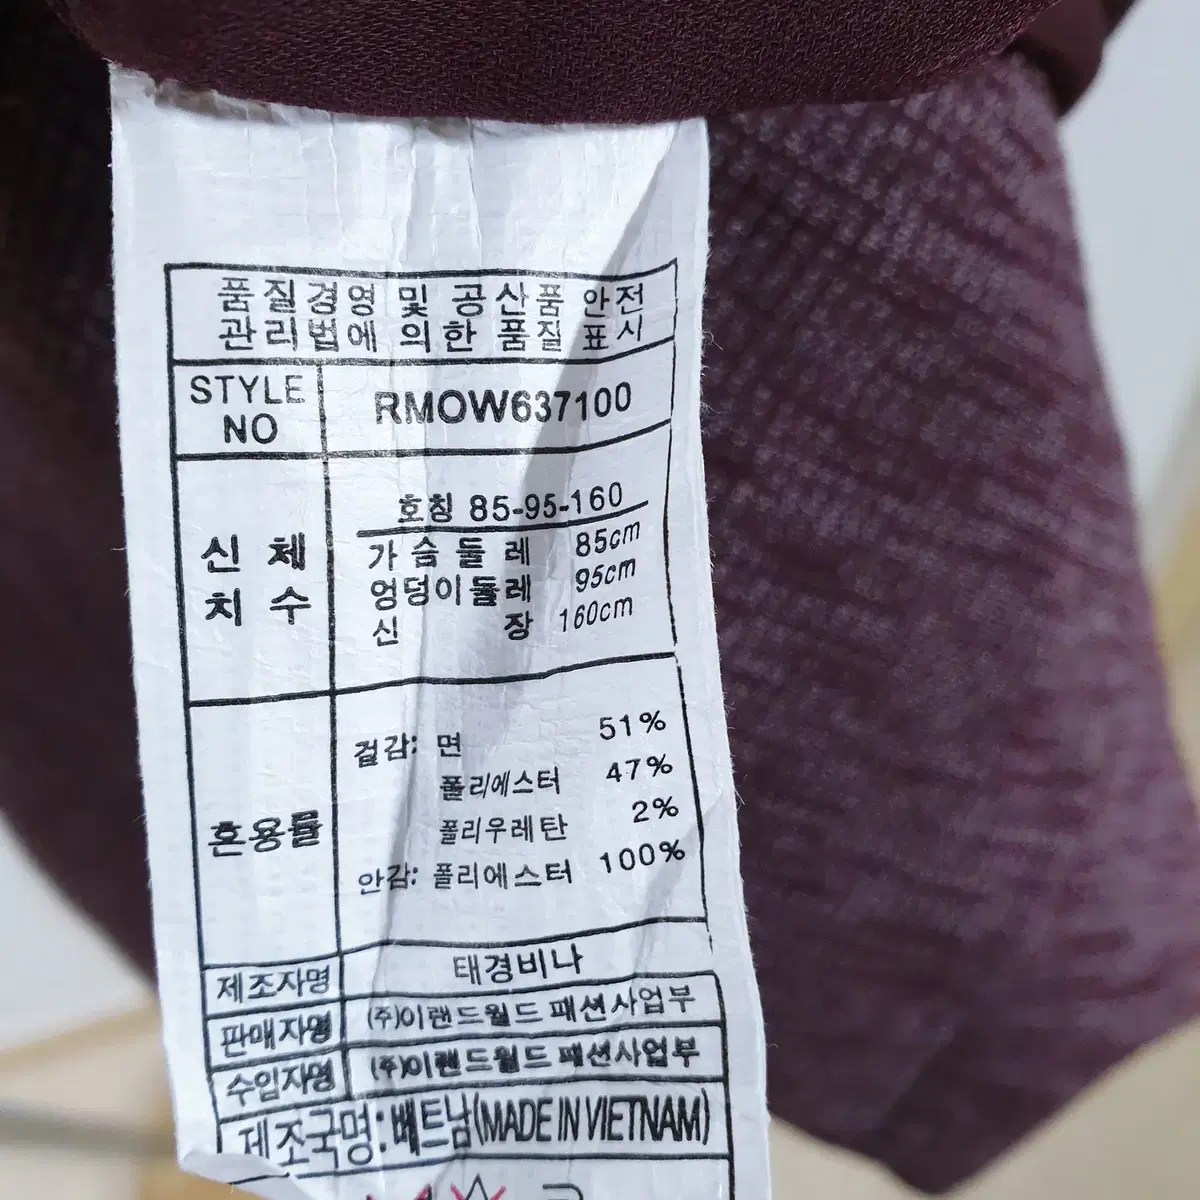 품질경영 및 공산품 안전
관리법에 의한 품질 표시
STYLE NO RMOW637100
신체 치수
호칭 85-95-160
가슴둘레 85cm
엉덩이둘레 95cm
신장 160cm
혼용률
겉감: 면 51%
폴리에스터 47%
폴리우레탄 2%
안감: 폴리에스터 100%
제조자명 태경비나
판매자명 (주)이랜드월드 패션사업부
수입자명 (주)이랜드월드 패션사업부
제조국명: 베트남(MADE IN VIETNAM)